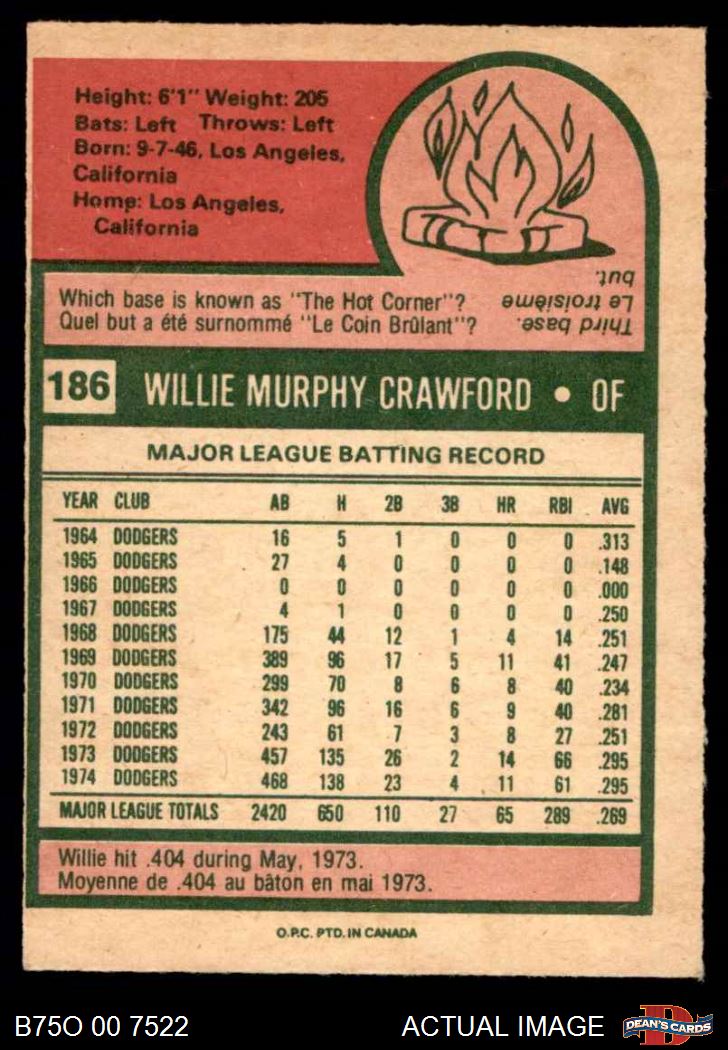 Height: 6'1" Weight: 205
Bats: Left Throws: Left
Born: 9-7-46, Los Angeles,
California
Home: Los Angeles,
California
Which base is known as "The Hot Corner"?
Quel but a été surnommé "Le Coin Brûlant"?
Third base.
Le troisième
but.
186 WILLIE MURPHY CRAWFORD • OF
MAJOR LEAGUE BATTING RECORD
YEAR CLUB AB H 2B 3B HR RBI AVG
1964 DODGERS 16 5 1 0 0 0 .313
1965 DODGERS 27 4 0 0 0 0 .148
1966 DODGERS 0 0 0 0 0 0 .000
1967 DODGERS 4 1 0 0 0 0 .250
1968 DODGERS 175 44 12 1 4 14 .251
1969 DODGERS 389 96 17 5 11 41 .247
1970 DODGERS 299 70 8 6 8 40 .234
1971 DODGERS 342 96 16 6 9 40 .281
1972 DODGERS 243 61 7 3 8 27 .251
1973 DODGERS 457 135 26 2 14 66 .295
1974 DODGERS 468 138 23 4 11 61 .295
MAJOR LEAGUE TOTALS 2420 650 110 27 65 289 .269
Willie hit .404 during May, 1973.
Moyenne de .404 au bâton en mai 1973.
O.P.C. PTD. IN CANADA
B75O 00 7522 ACTUAL IMAGE D DEAN'S CARDS